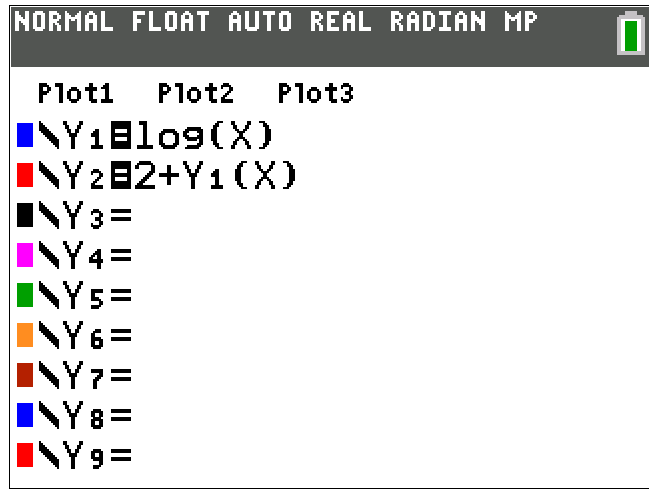 NORMAL FLOAT AUTO REAL RADIAN MP
Plot1 Plot2 Plot3
\Y1=log(X)
\Y2=2+Y1(X)
\Y3=
\Y4=
\Y5=
\Y6=
\Y7=
\Y8=
\Y9=